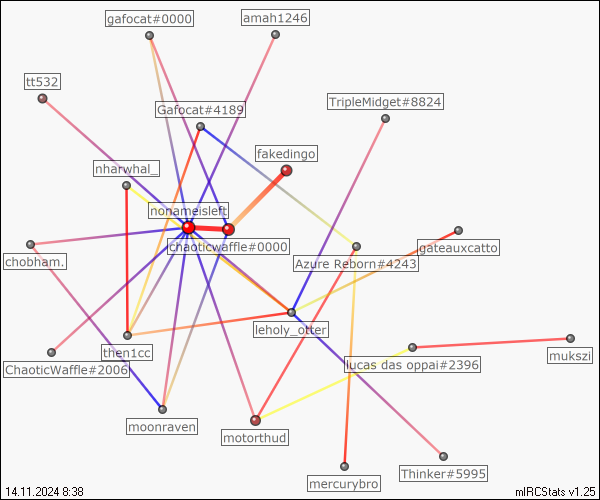 gafocat#0000
amah1246
tt532
TripleMidget#8824
Gafocat#4189
fakedingo
nharwhal_
nonameisleft
chaoticwaffle#0000
gateauxcatto
chobham.
Azure Reborn#4243
leholy_otter
then1cc
mukszi
lucas das oppai#2396
ChaoticWaffle#2006
moonraven
motorthud
Thinker#5995
mercurybro
14.11.2024 8:38
mIRCStats v1.25